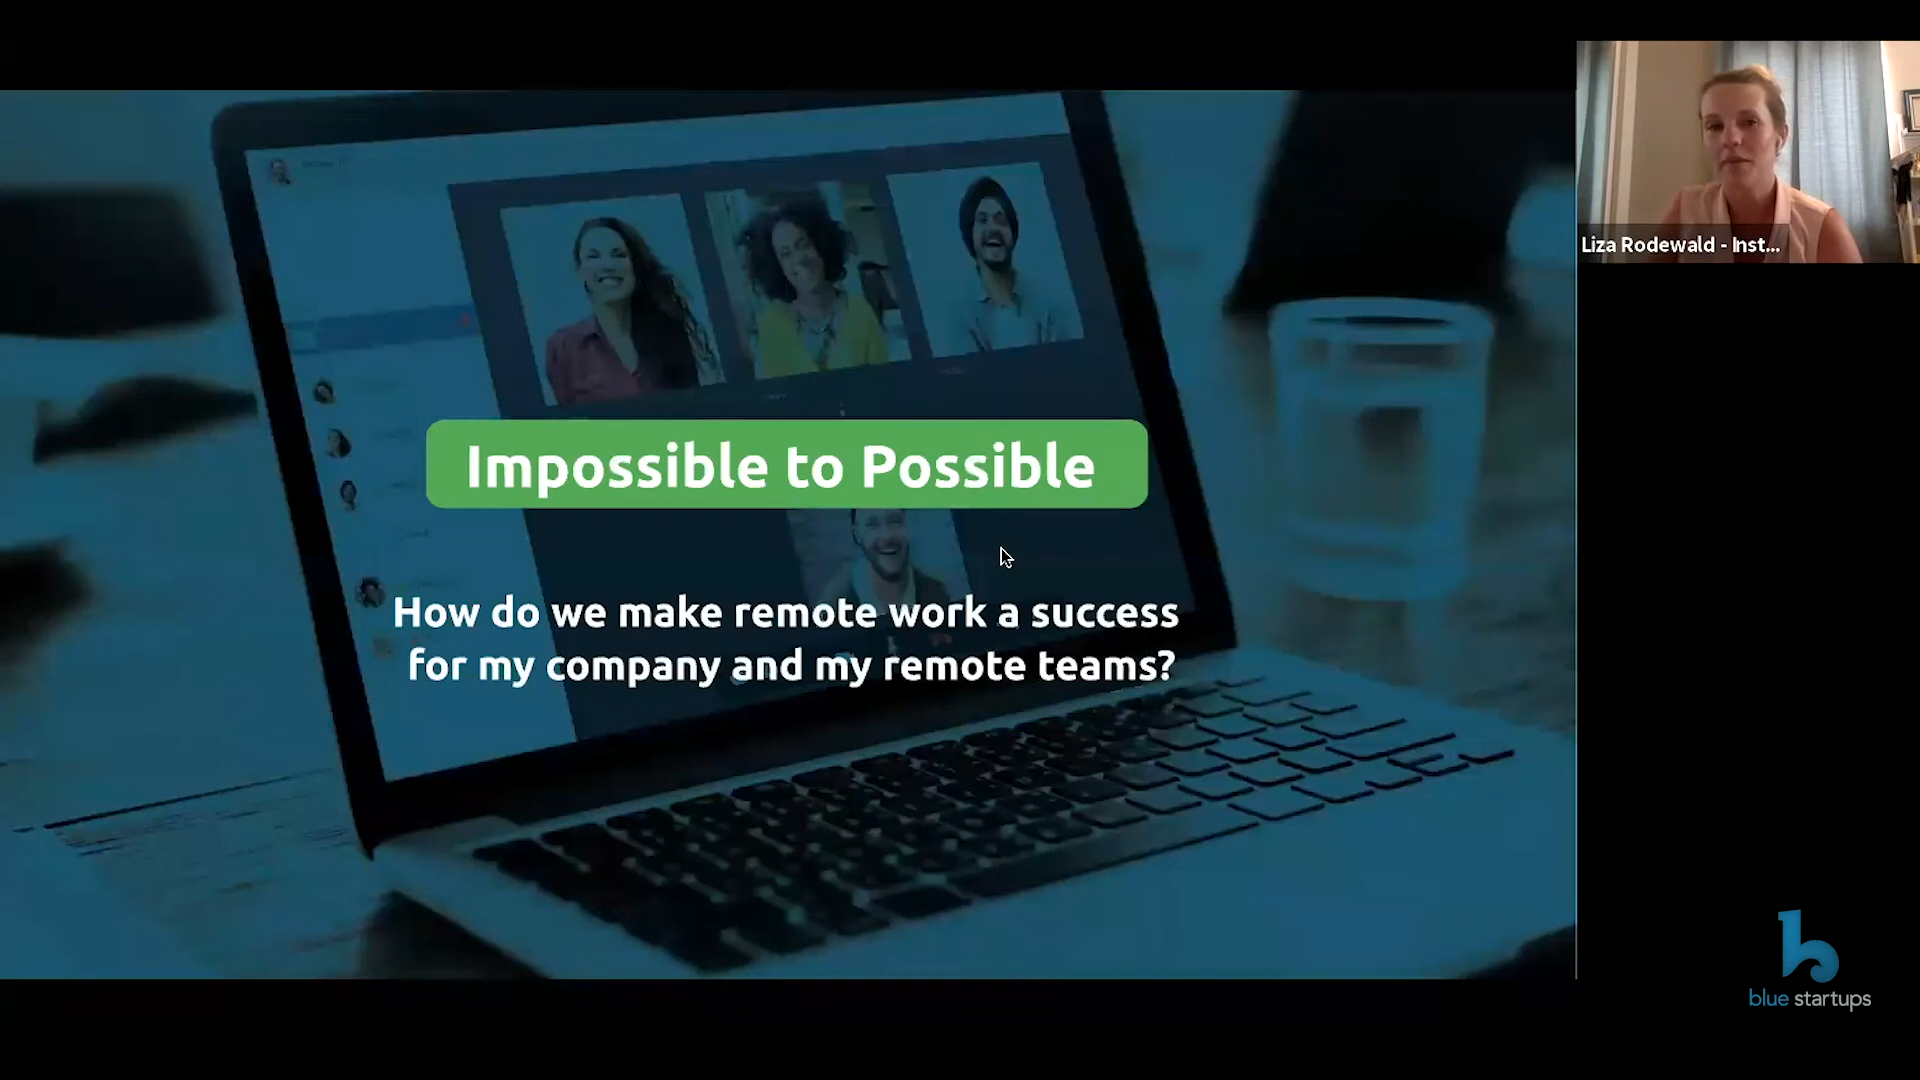 Impossible to Possible
How do we make remote work a success
for my company and my remote teams?
Liza Rodewald - Inst...
blue startups